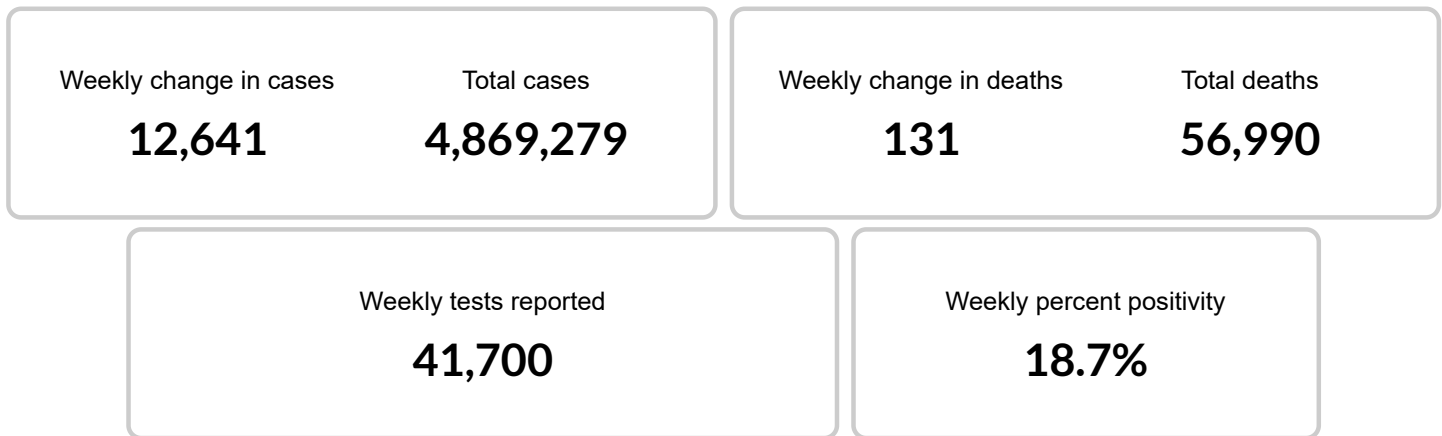 Weekly change in cases
12,641
Total cases
4,869,279
Weekly change in deaths
131
Total deaths
56,990
Weekly tests reported
41,700
Weekly percent positivity
18.7%